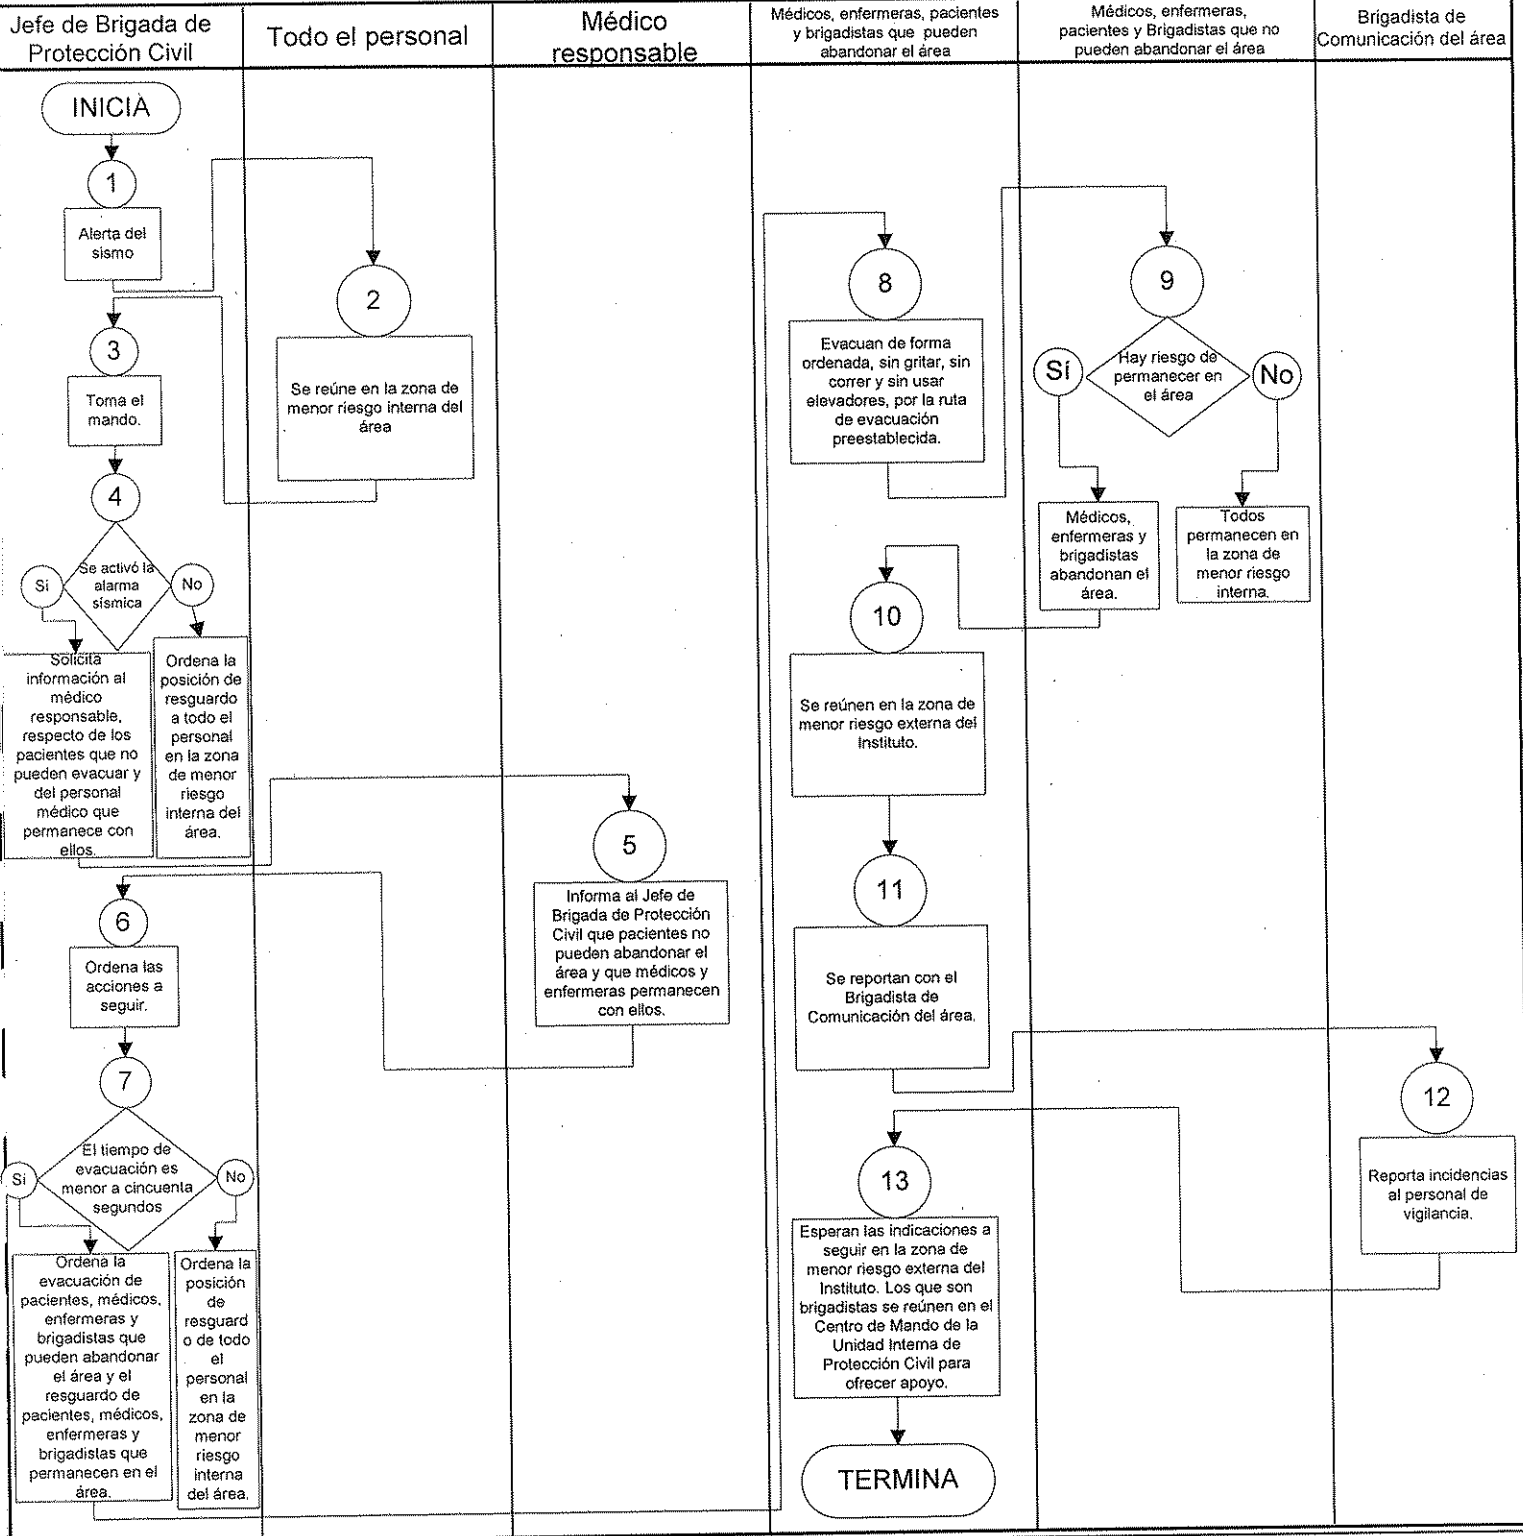 Jefe de Brigada de
Protección Civil
Todo el personal
Médico
responsable
Médicos, enfermeras, pacientes
y brigadistas que pueden
abandonar el área
Médicos, enfermeras,
pacientes y Brigadistas que no
pueden abandonar el área
Brigadista de
Comunicación del área
INICIA
1
Alerta del
sismo
2
Se reúne en la zona de
menor riesgo interna del
área
3
Toma el
mando.
4
Se activó la
alarma
sísmica
Si
No
Solicita
información al
médico
responsable,
respecto de los
pacientes que no
pueden evacuar y
del personal
médico que
permanece con
ellos.
Ordena la
posición de
resguardo
a todo el
personal
en la zona
de menor
riesgo
interna del
área.
5
Informa al Jefe de
Brigada de Protección
Civil que pacientes no
pueden abandonar el
área y que médicos y
enfermeras permanecen
con ellos.
6
Ordena las
acciones a
seguir.
7
El tiempo de
evacuación es
menor a cincuenta
segundos
Si
No
Ordena la
evacuación de
pacientes, médicos,
enfermeras y
brigadistas que
pueden abandonar
el área y el
resguardo de
pacientes, médicos,
enfermeras y
brigadistas que
permanecen en el
área.
Ordena la
posición
de
resguard
o de todo
el
personal
en la
zona de
menor
riesgo
interna
del área.
8
Evacuan de forma
ordenada, sin gritar, sin
correr y sin usar
elevadores, por la ruta
de evacuación
preestablecida.
9
Hay riesgo de
permanecer en
el área
Sí
No
Médicos,
enfermeras y
brigadistas
abandonan el
área.
Todos
permanecen en
la zona de
menor riesgo
interna.
10
Se reúnen en la zona de
menor riesgo externa del
Instituto.
11
Se reportan con el
Brigadista de
Comunicación del área.
12
Reporta incidencias
al personal de
vigilancia.
13
Esperan las indicaciones a
seguir en la zona de
menor riesgo externa del
Instituto. Los que son
brigadistas se reúnen en el
Centro de Mando de la
Unidad Interna de
Protección Civil para
ofrecer apoyo.
TERMINA